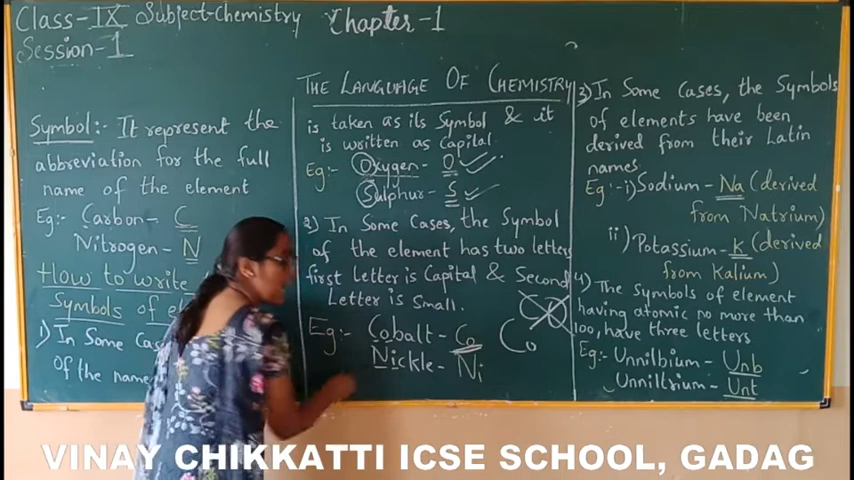 Class-IX Subject-Chemistry Chapter-1
Session-1
THE LANGUAGE OF CHEMISTRY
Symbol:- It represent the
abbreviation for the full
name of the element
Eg:- Carbon- C
Nitrogen- N
How to write
Symbols of el
1) In Some Cas
of the name
is taken as its Symbol & it
is written as Capital.
Eg:- Oxygen- O
Sulphur- S
2) In Some Cases, the Symbol
of the element has two letters
first Letter is Capital & Second
Letter is Small.
CO
Eg:- Cobalt- Co Co
Nickle- Ni
3) In Some Cases, the Symbols
of elements have been
derived from their Latin
names
Eg:- i) Sodium - Na (derived
from Natrium)
ii) Potassium- K (derived
from Kalium)
4) The Symbols of element
having atomic no more than
100, have three letters
Eg:- Unnilbium - Unb
Unniltrium - Unt
VINAY CHIKKATTI ICSE SCHOOL, GADAG